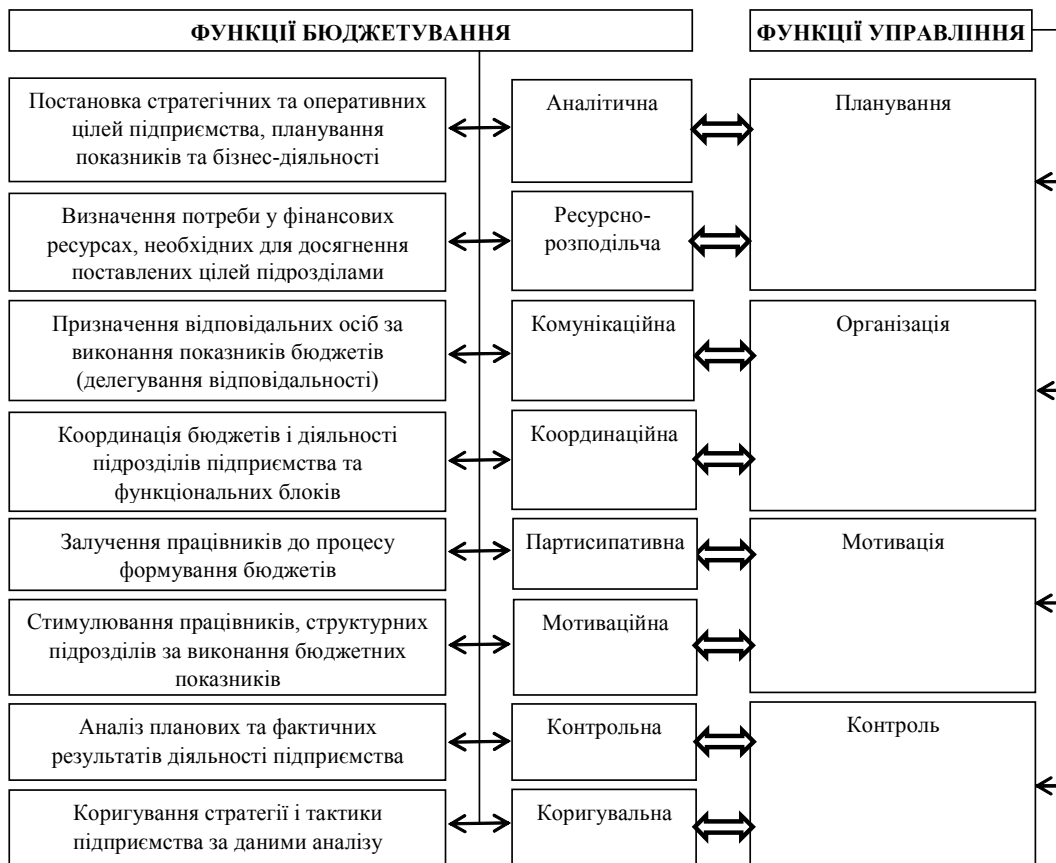 ФУНКЦІЇ БЮДЖЕТУВАННЯ
ФУНКЦІЇ УПРАВЛІННЯ
Постановка стратегічних та оперативних
цілей підприємства, планування
показників та бізнес-діяльності
Аналітична
Планування
Визначення потреби у фінансових
ресурсах, необхідних для досягнення
поставлених цілей підрозділами
Ресурсно-
розподільча
Призначення відповідальних осіб за
виконання показників бюджетів
(делегування відповідальності)
Комунікаційна
Організація
Координація бюджетів і діяльності
підрозділів підприємства та
функціональних блоків
Координаційна
Залучення працівників до процесу
формування бюджетів
Партисипативна
Мотивація
Стимулювання працівників, структурних
підрозділів за виконання бюджетних
показників
Мотиваційна
Аналіз планових та фактичних
результатів діяльності підприємства
Контрольна
Контроль
Коригування стратегії і тактики
підприємства за даними аналізу
Коригувальна